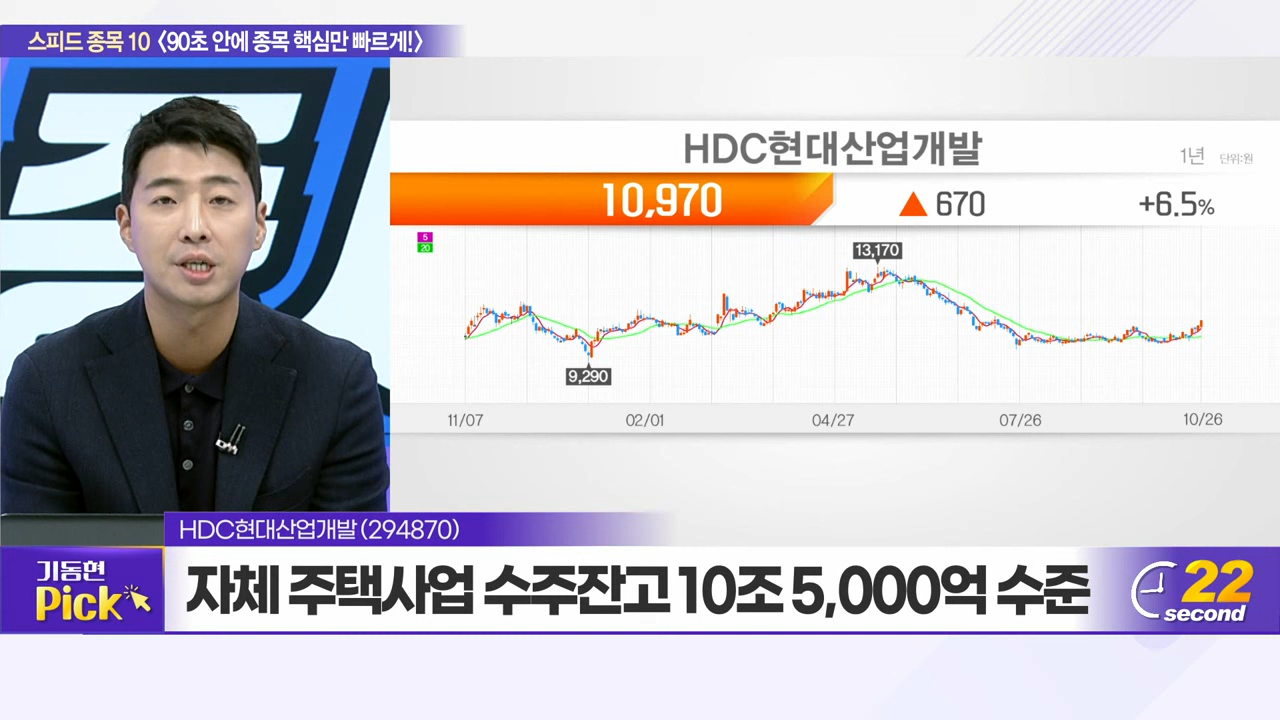 스피드 종목 10 〈90초 안에 종목 핵심만 빠르게!〉
HDC현대산업개발
1년 단위:원
10,970 ▲ 670 +6.5%
5
20
13,170
9,290
11/07 02/01 04/27 07/26 10/26
HDC현대산업개발 (294870)
기동현
Pick
자체 주택사업 수주잔고 10조 5,000억 수준
22
second